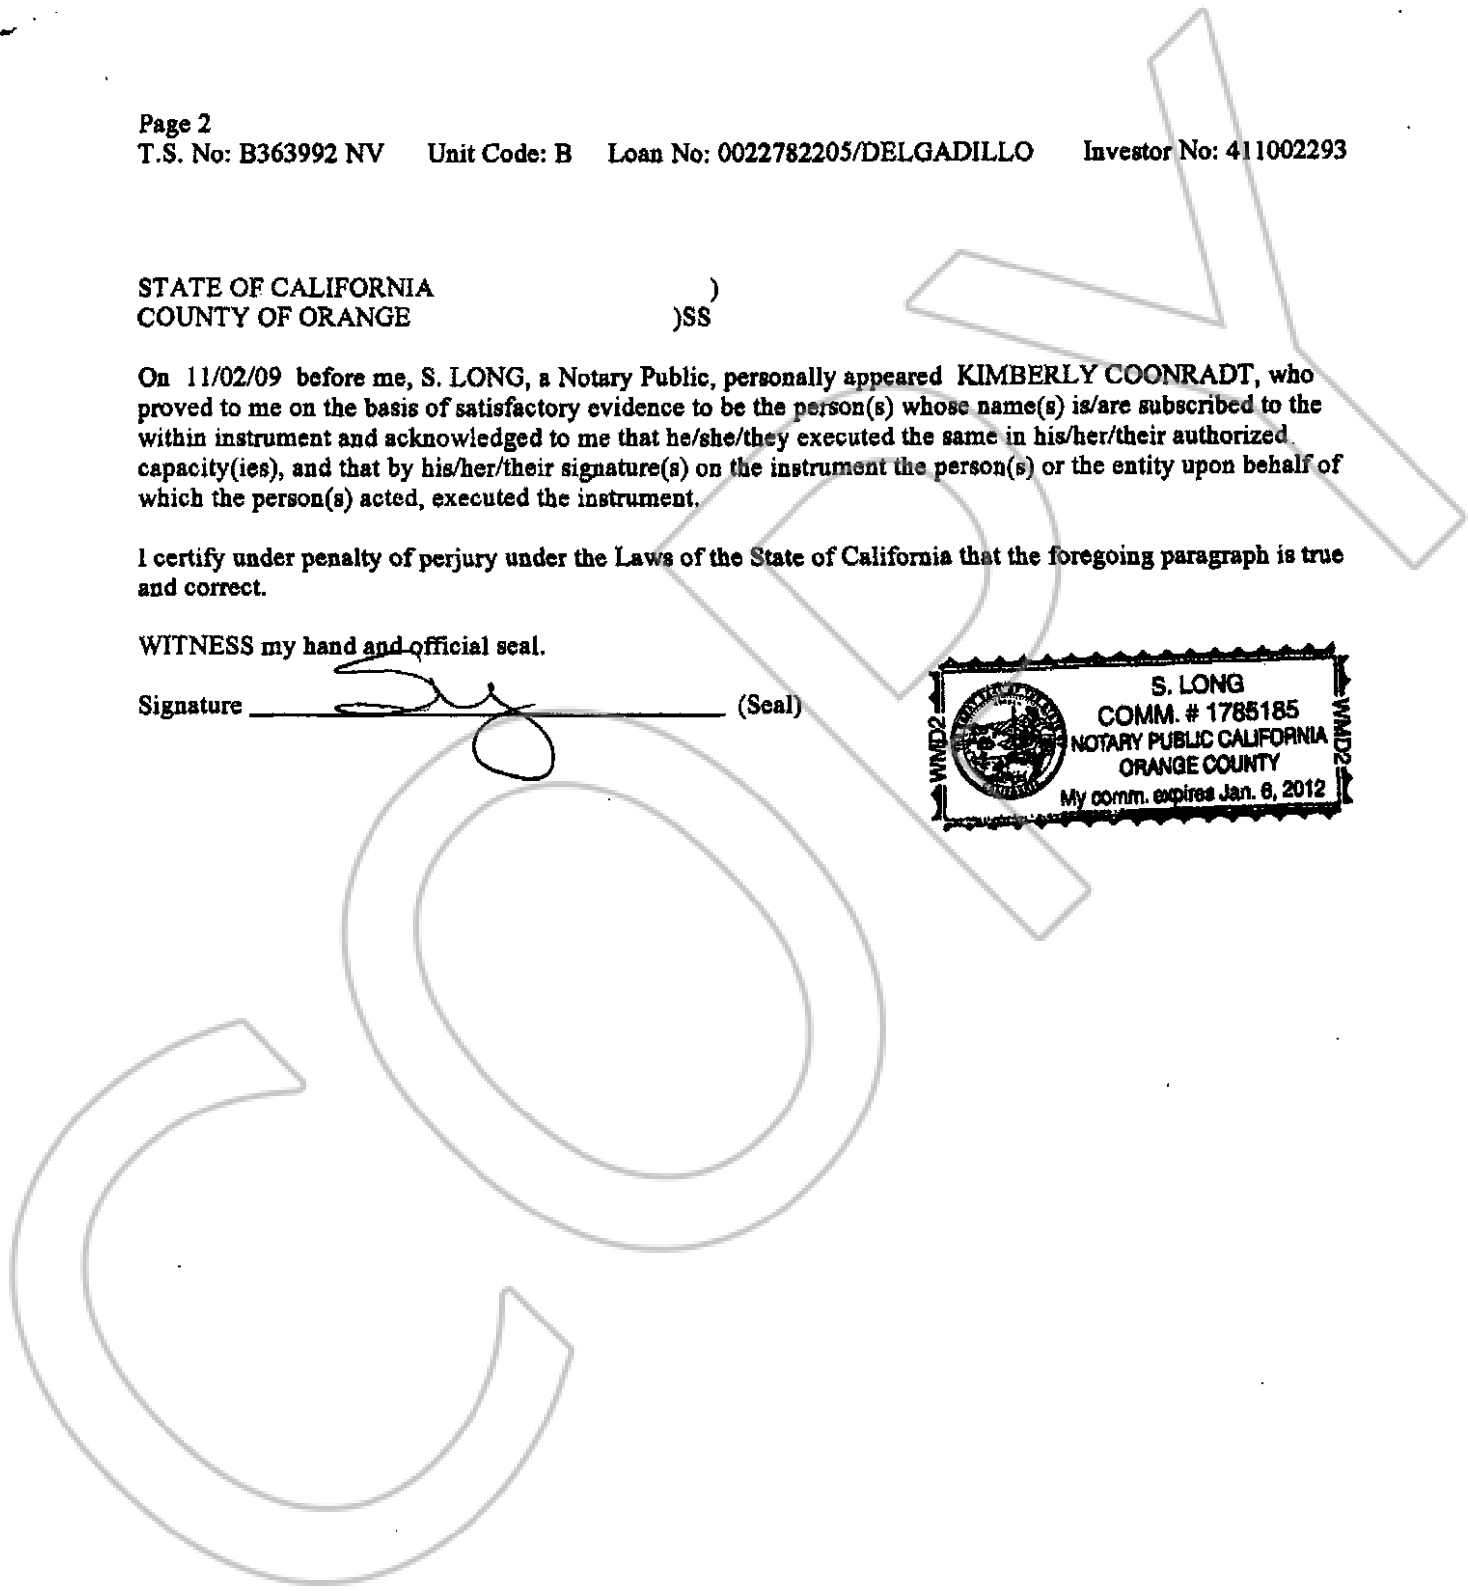 Page 2
T.S. No: B363992 NV Unit Code: B Loan No: 0022782205/DELGADILLO Investor No: 411002293
STATE OF CALIFORNIA )
COUNTY OF ORANGE )SS
On 11/02/09 before me, S. LONG, a Notary Public, personally appeared KIMBERLY COONRADT, who
proved to me on the basis of satisfactory evidence to be the person(s) whose name(s) is/are subscribed to the
within instrument and acknowledged to me that he/she/they executed the same in his/her/their authorized
capacity(ies), and that by his/her/their signature(s) on the instrument the person(s) or the entity upon behalf of
which the person(s) acted, executed the instrument.
I certify under penalty of perjury under the Laws of the State of California that the foregoing paragraph is true
and correct.
WITNESS my hand and official seal.
Signature (Seal)
S. LONG
COMM. # 1785185
NOTARY PUBLIC CALIFORNIA
ORANGE COUNTY
My comm. expires Jan. 6, 2012
WMD2
WMD2
COPY